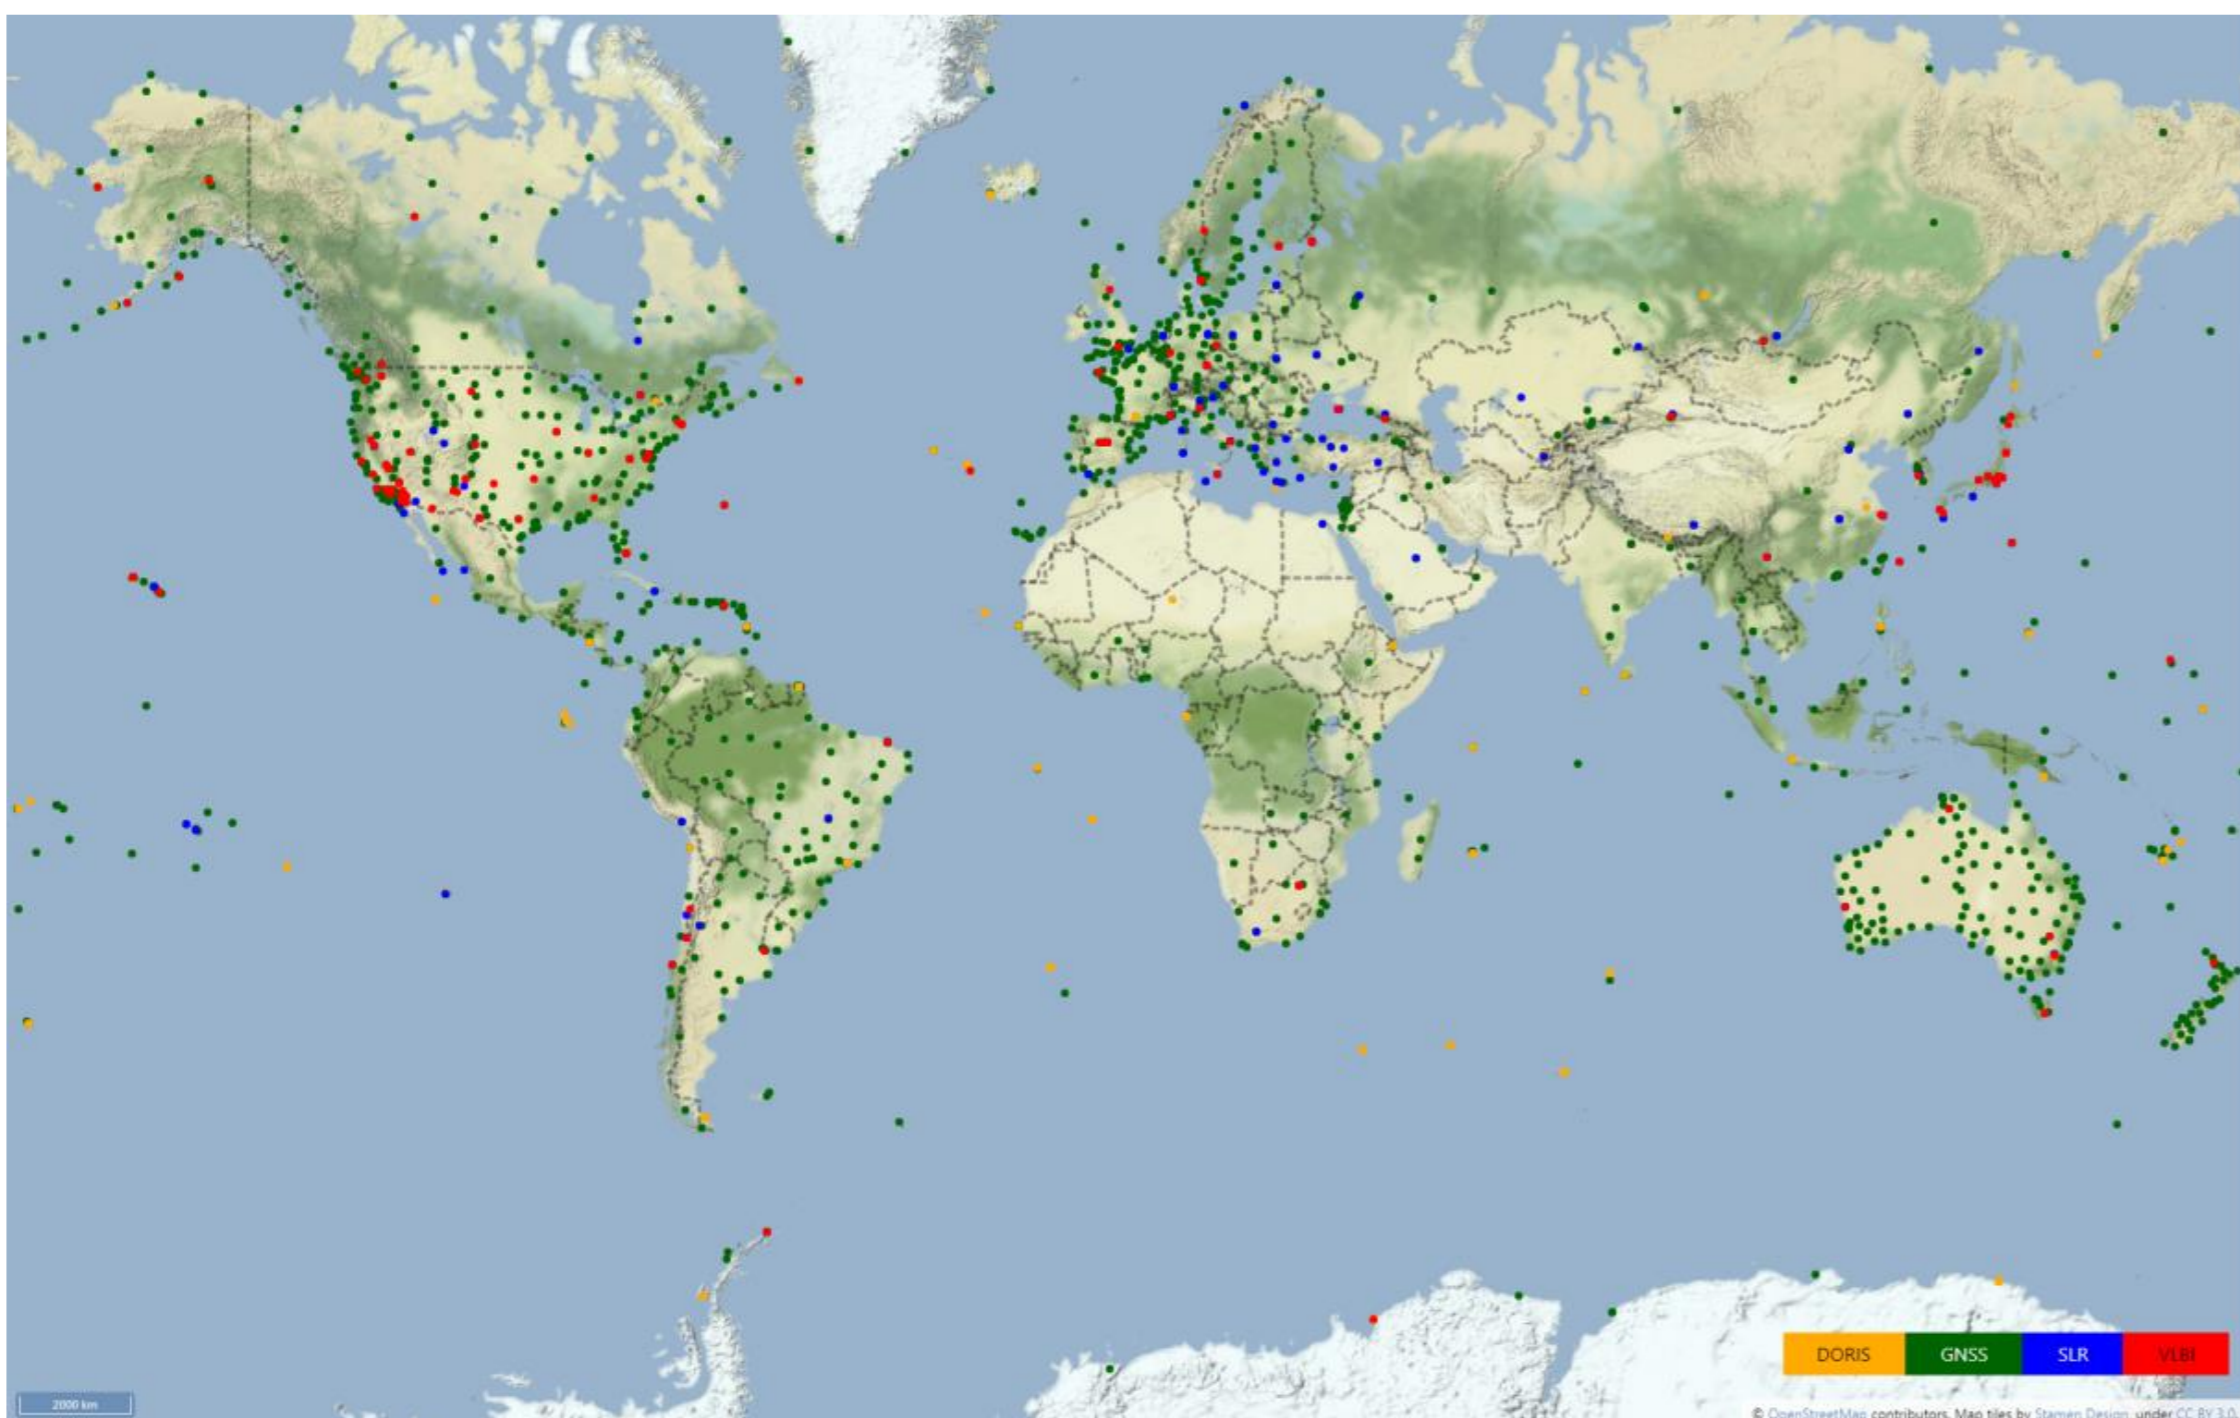 DORIS GNSS SLR VLBI
2000 km
© OpenStreetMap contributors. Map tiles by Stamen Design, under CC BY 3.0